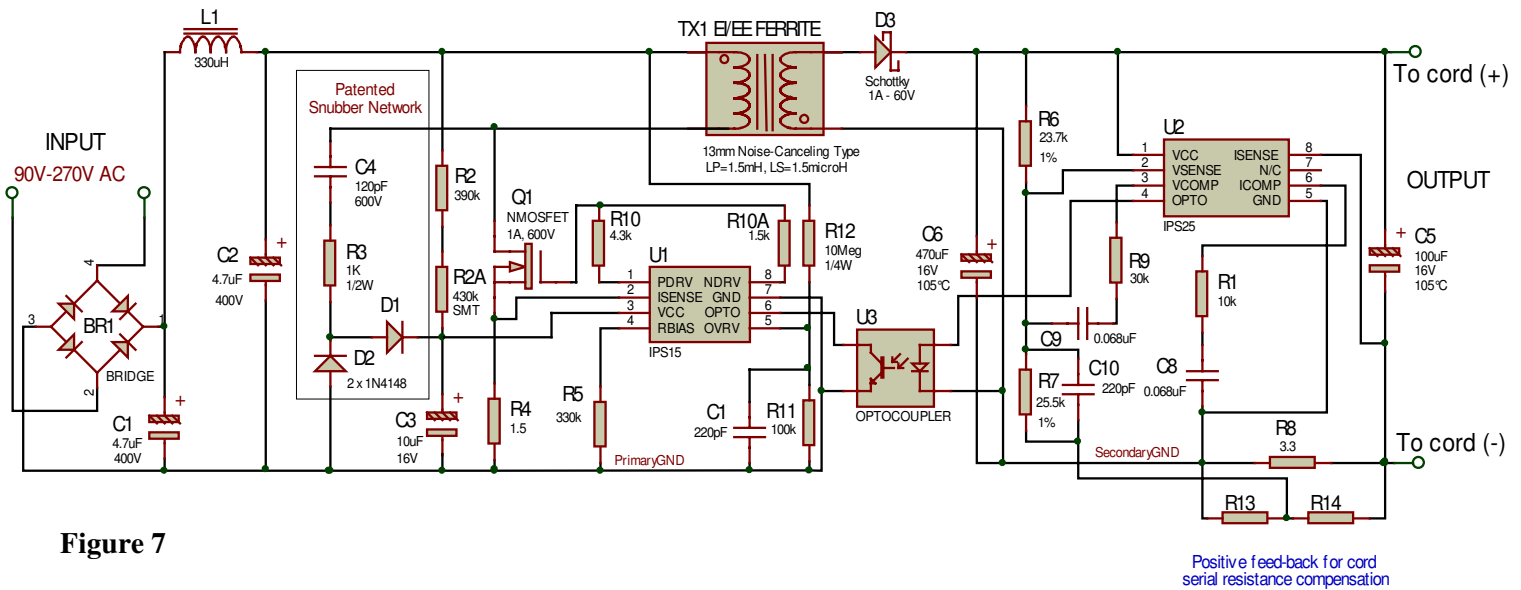 L1
330uH
TX1 EI/EE FERRITE
D3
Schottky
1A - 60V
To cord (+)
Patented
Snubber Network
INPUT
90V-270V AC
13mm Noise-Canceling Type
LP=1.5mH, LS=1.5microH
R6
23.7k
1%
U2
1 VCC ISENSE 8
2 VSENSE N/C 7
3 VCOMP ICOMP 6
4 OPTO GND 5
IPS25
OUTPUT
C4
120pF
600V
R2
390k
Q1
NMOSFET
1A, 600V
R10
4.3k
R10A
1.5k
R12
10Meg
1/4W
C2
4.7uF
400V
+
R3
1K
1/2W
R2A
430k
SMT
U1
1 PDRV NDRV 8
2 ISENSE GND 7
3 VCC OPTO 6
4 RBIAS OVRV 5
IPS15
C6
470uF
16V
105°C
+
R9
30k
R1
10k
C5
100uF
16V
105°C
+
4
3
BR1
1
2
BRIDGE
D1
D2
2 x 1N4148
U3
OPTOCOUPLER
C9
0.068uF
C10
220pF
C8
0.068uF
R7
25.5k
1%
C1
4.7uF
400V
+
C3
10uF
16V
+
R4
1.5
R5
330k
C1
220pF
R11
100k
R8
3.3
To cord (-)
PrimaryGND
SecondaryGND
R13
R14
Figure 7
Positive feed-back for cord
serial resistance compensation